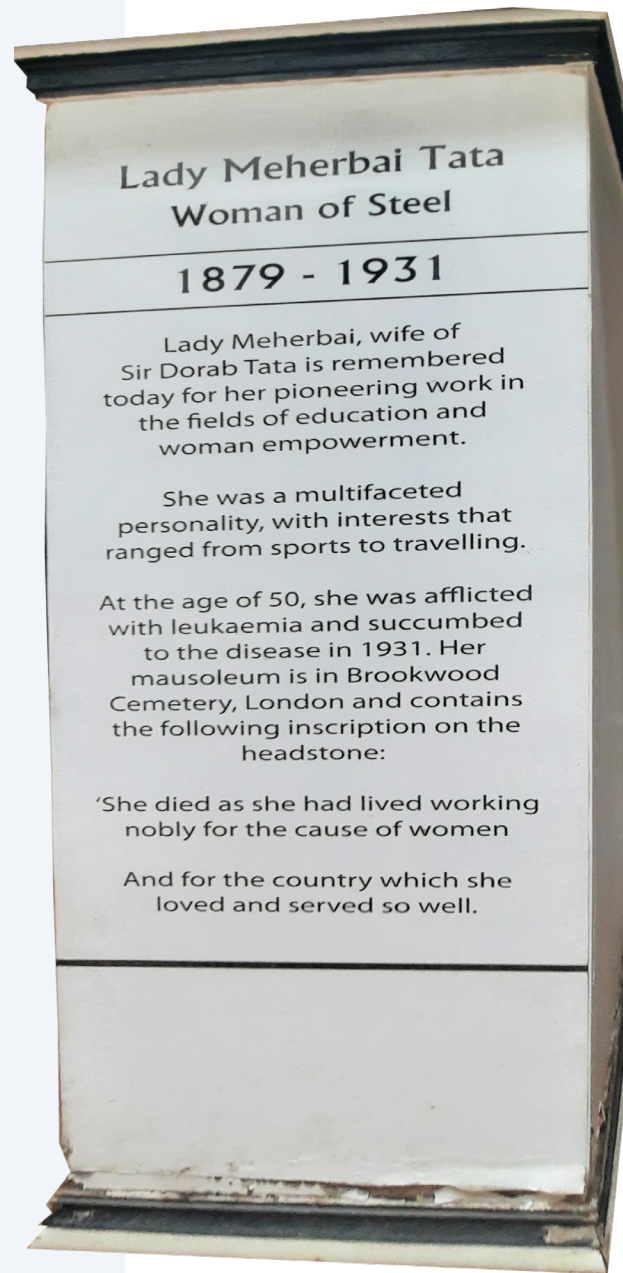 Lady Meherbai Tata
Woman of Steel
1879 - 1931
Lady Meherbai, wife of
Sir Dorab Tata is remembered
today for her pioneering work in
the fields of education and
woman empowerment.
She was a multifaceted
personality, with interests that
ranged from sports to travelling.
At the age of 50, she was afflicted
with leukaemia and succumbed
to the disease in 1931. Her
mausoleum is in Brookwood
Cemetery, London and contains
the following inscription on the
headstone:
‘She died as she had lived working
nobly for the cause of women
And for the country which she
loved and served so well.